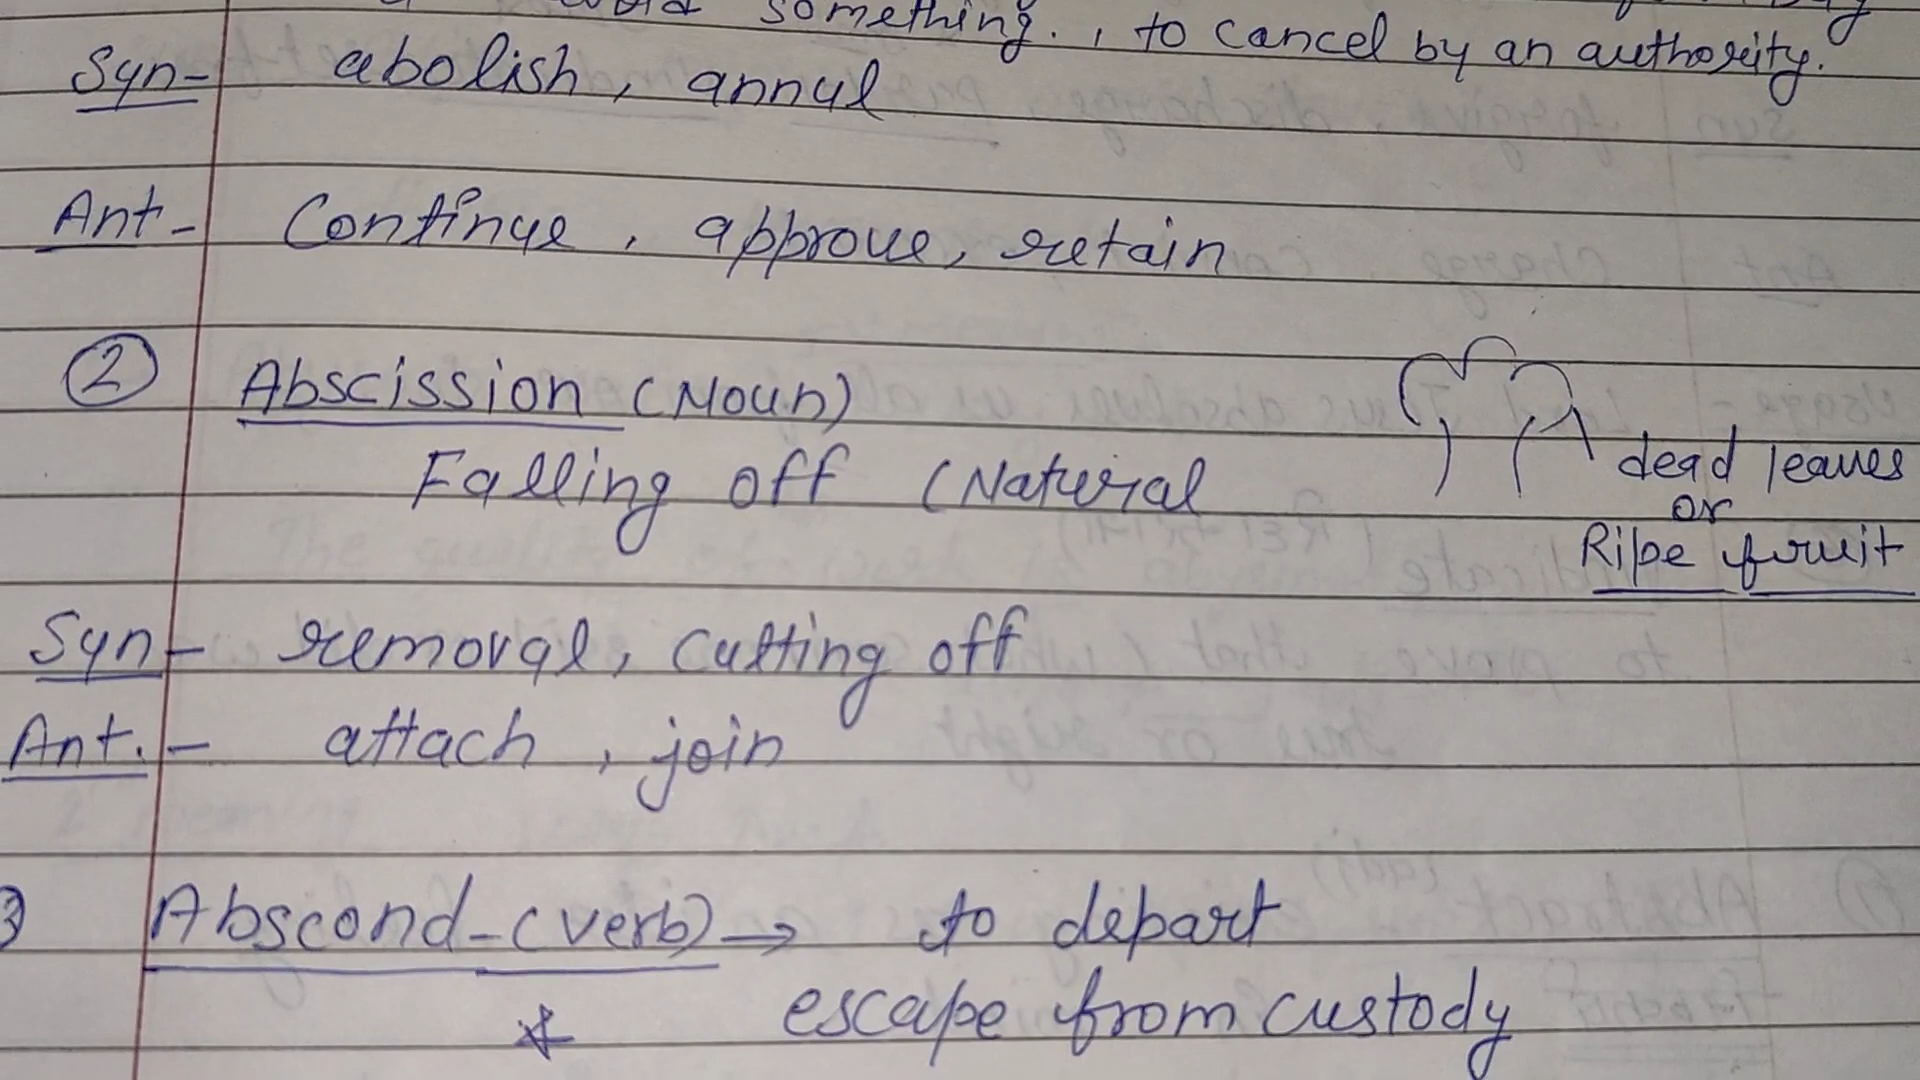 something. , to cancel by an authority.
Syn- abolish, annul
Ant- Continue, approve, retain
② Abscission (Noun)
Falling off (Natural
dead leaves
or
Ripe fruit
Syn- removal, cutting off
Ant.- attach, join
3 Abscond-(verb) → to depart
escape from custody